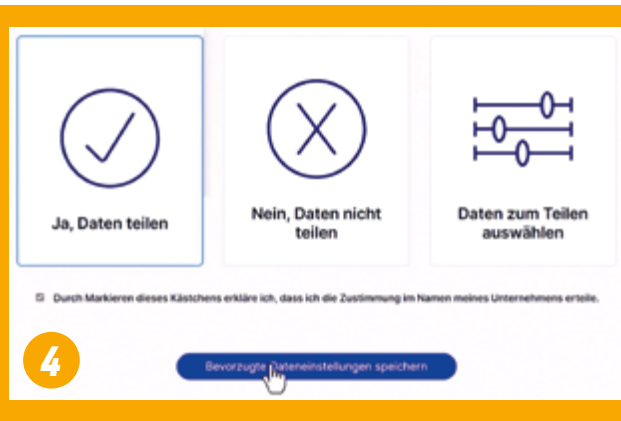 Ja, Daten teilen
Nein, Daten nicht
teilen
Daten zum Teilen
auswählen
Durch Markieren dieses Kästchens erkläre ich, dass ich die Zustimmung im Namen meines Unternehmens erteile.
4
Bevorzugte Dateneinstellungen speichern